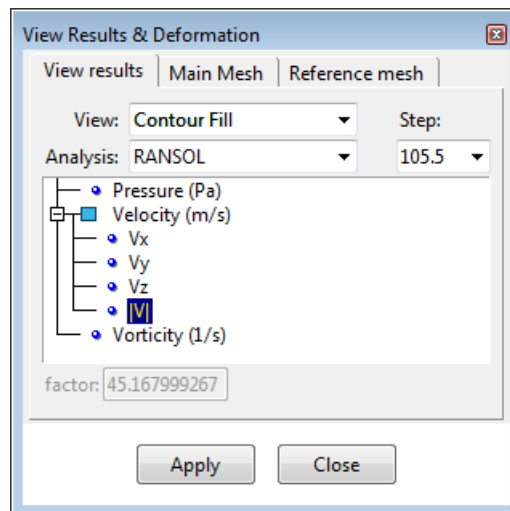 View Results & Deformation
View results Main Mesh Reference mesh
View: Contour Fill Step:
Analysis: RANSOL 105.5
Pressure (Pa)
Velocity (m/s)
Vx
Vy
Vz
|V|
Vorticity (1/s)
factor: 45.167999267
Apply Close